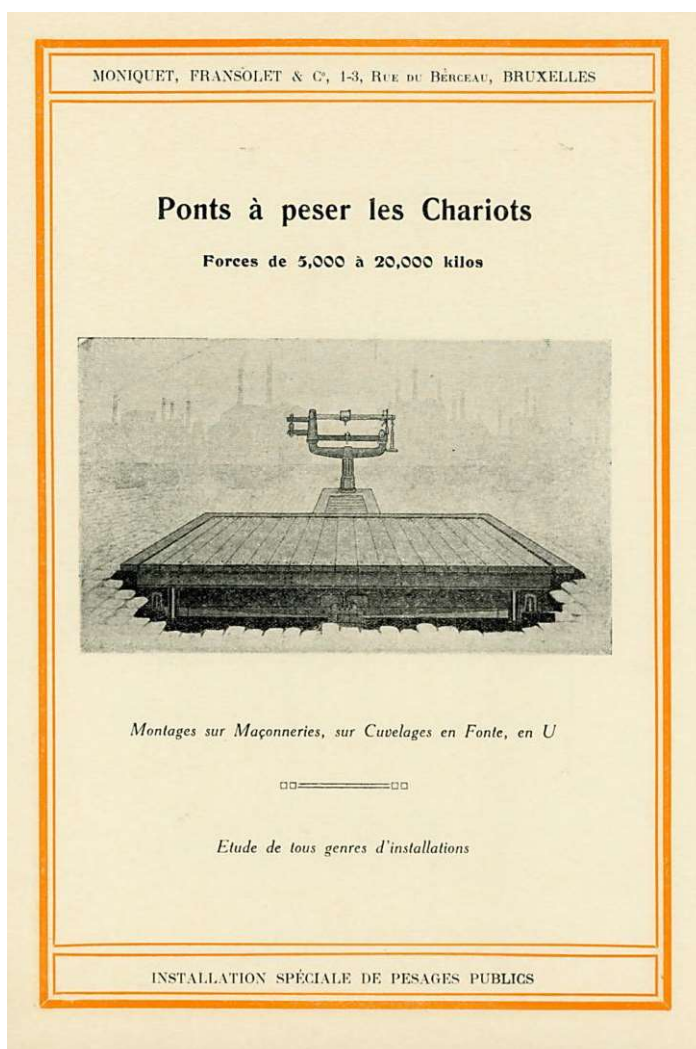 MONIQUET, FRANSOLET & Cº, 1-3, RUE DU BERCEAU, BRUXELLES
Ponts à peser les Chariots
Forces de 5,000 à 20,000 kilos
Montages sur Maçonneries, sur Cuvelages en Fonte, en U
Etude de tous genres d'installations
INSTALLATION SPÉCIALE DE PESAGES PUBLICS